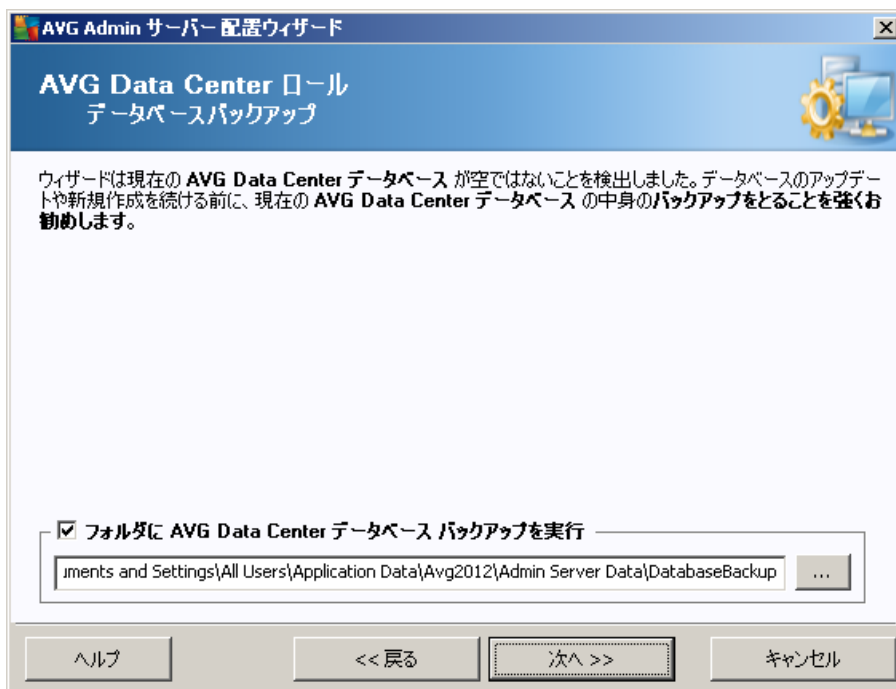 AVG Admin サーバー 配置ウィザード
AVG Data Center ロール
データベースバックアップ
ウィザードは現在の AVG Data Center データベース が空ではないことを検出しました。データベースのアップデー
トや新規作成を続ける前に、現在の AVG Data Center データベース の中身のバックアップをとることを強くお
勧めします。
フォルダに AVG Data Center データベース バックアップを実行
uments and Settings\All Users\Application Data\Avg2012\Admin Server Data\DatabaseBackup
...
ヘルプ
<< 戻る
次へ >>
キャンセル